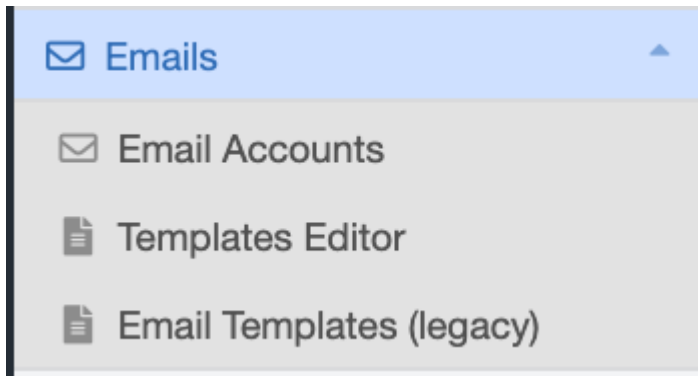 Emails
Email Accounts
Templates Editor
Email Templates (legacy)